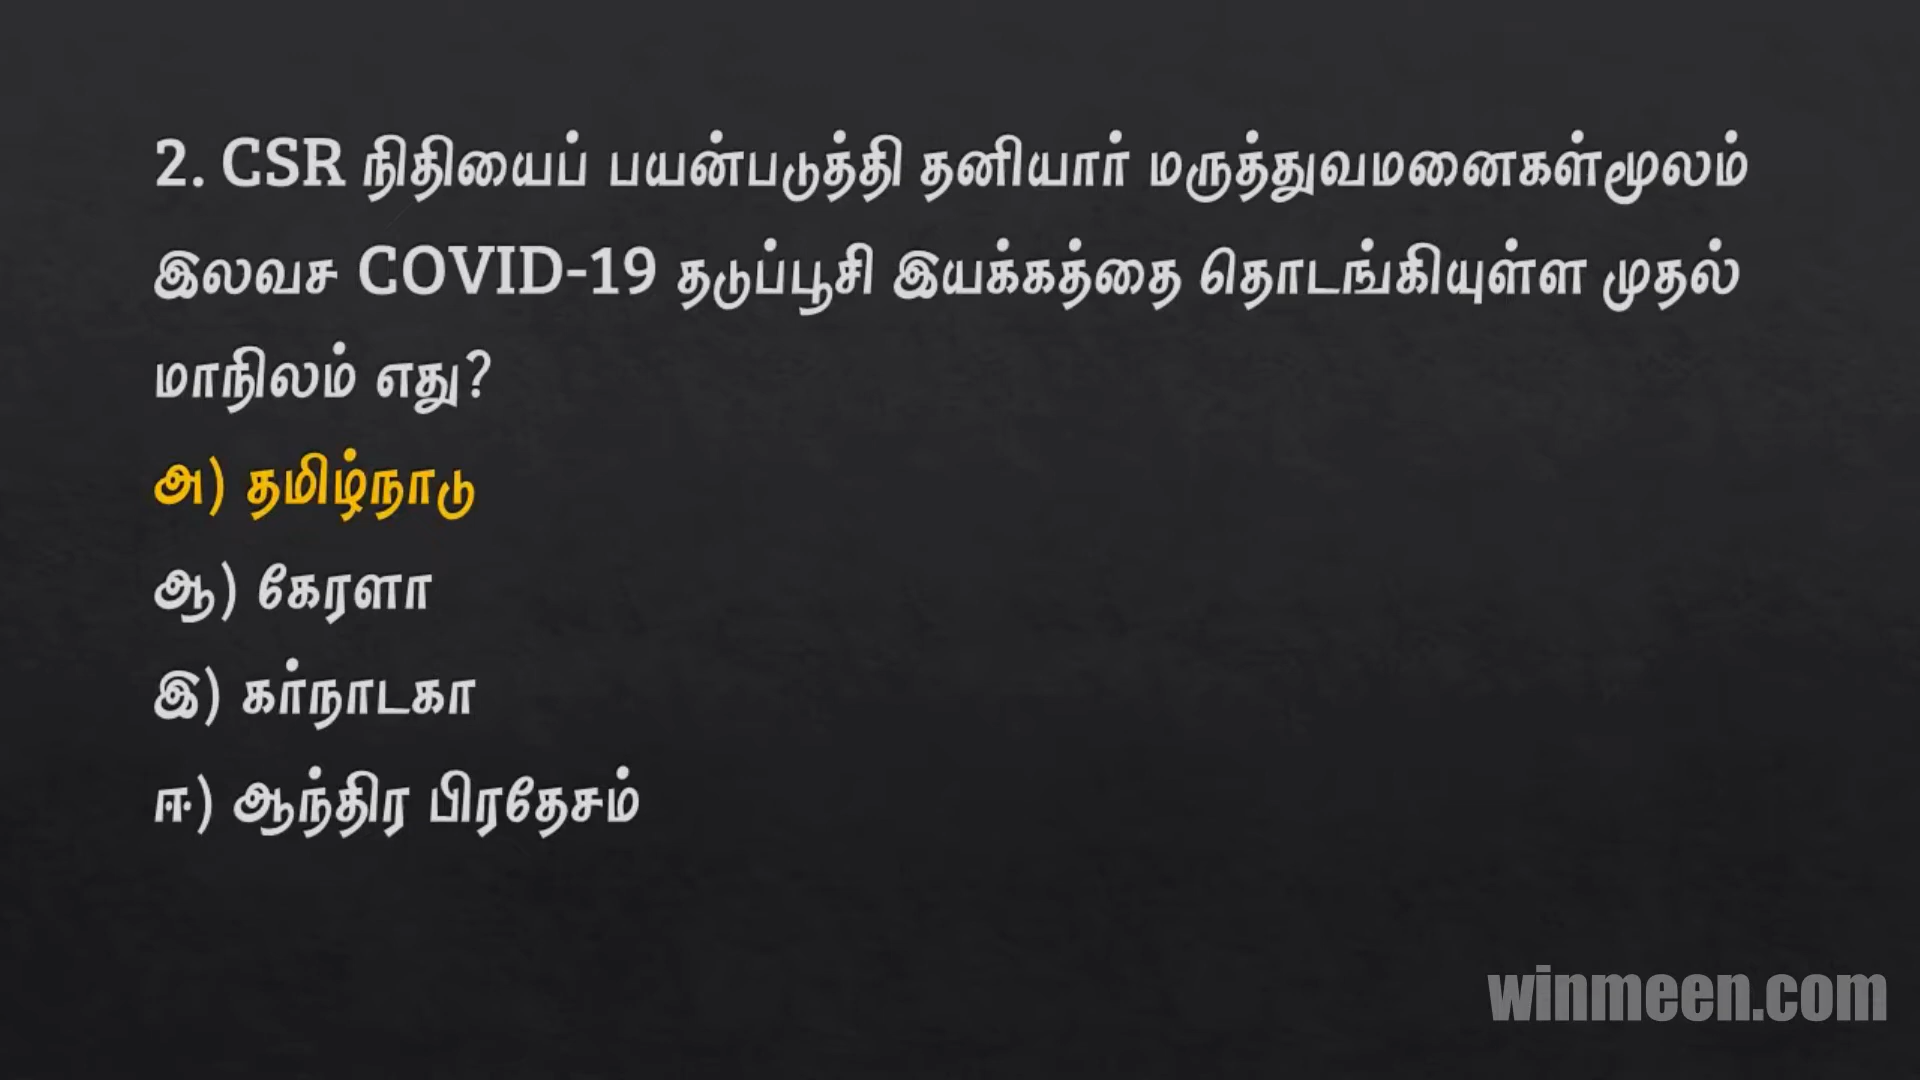 2. CSR நிதியைப் பயன்படுத்தி தனியார் மருத்துவமனைகள்மூலம்
இலவச COVID-19 தடுப்பூசி இயக்கத்தை தொடங்கியுள்ள முதல்
மாநிலம் எது?
அ) தமிழ்நாடு
ஆ) கேரளா
இ) கர்நாடகா
ஈ) ஆந்திர பிரதேசம்
winmeen.com